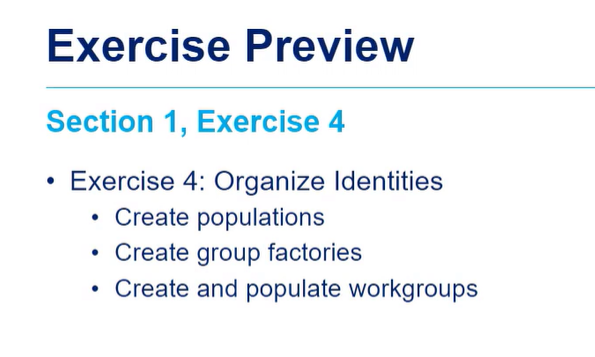 Exercise Preview
Section 1, Exercise 4
• Exercise 4: Organize Identities
• Create populations
• Create group factories
• Create and populate workgroups